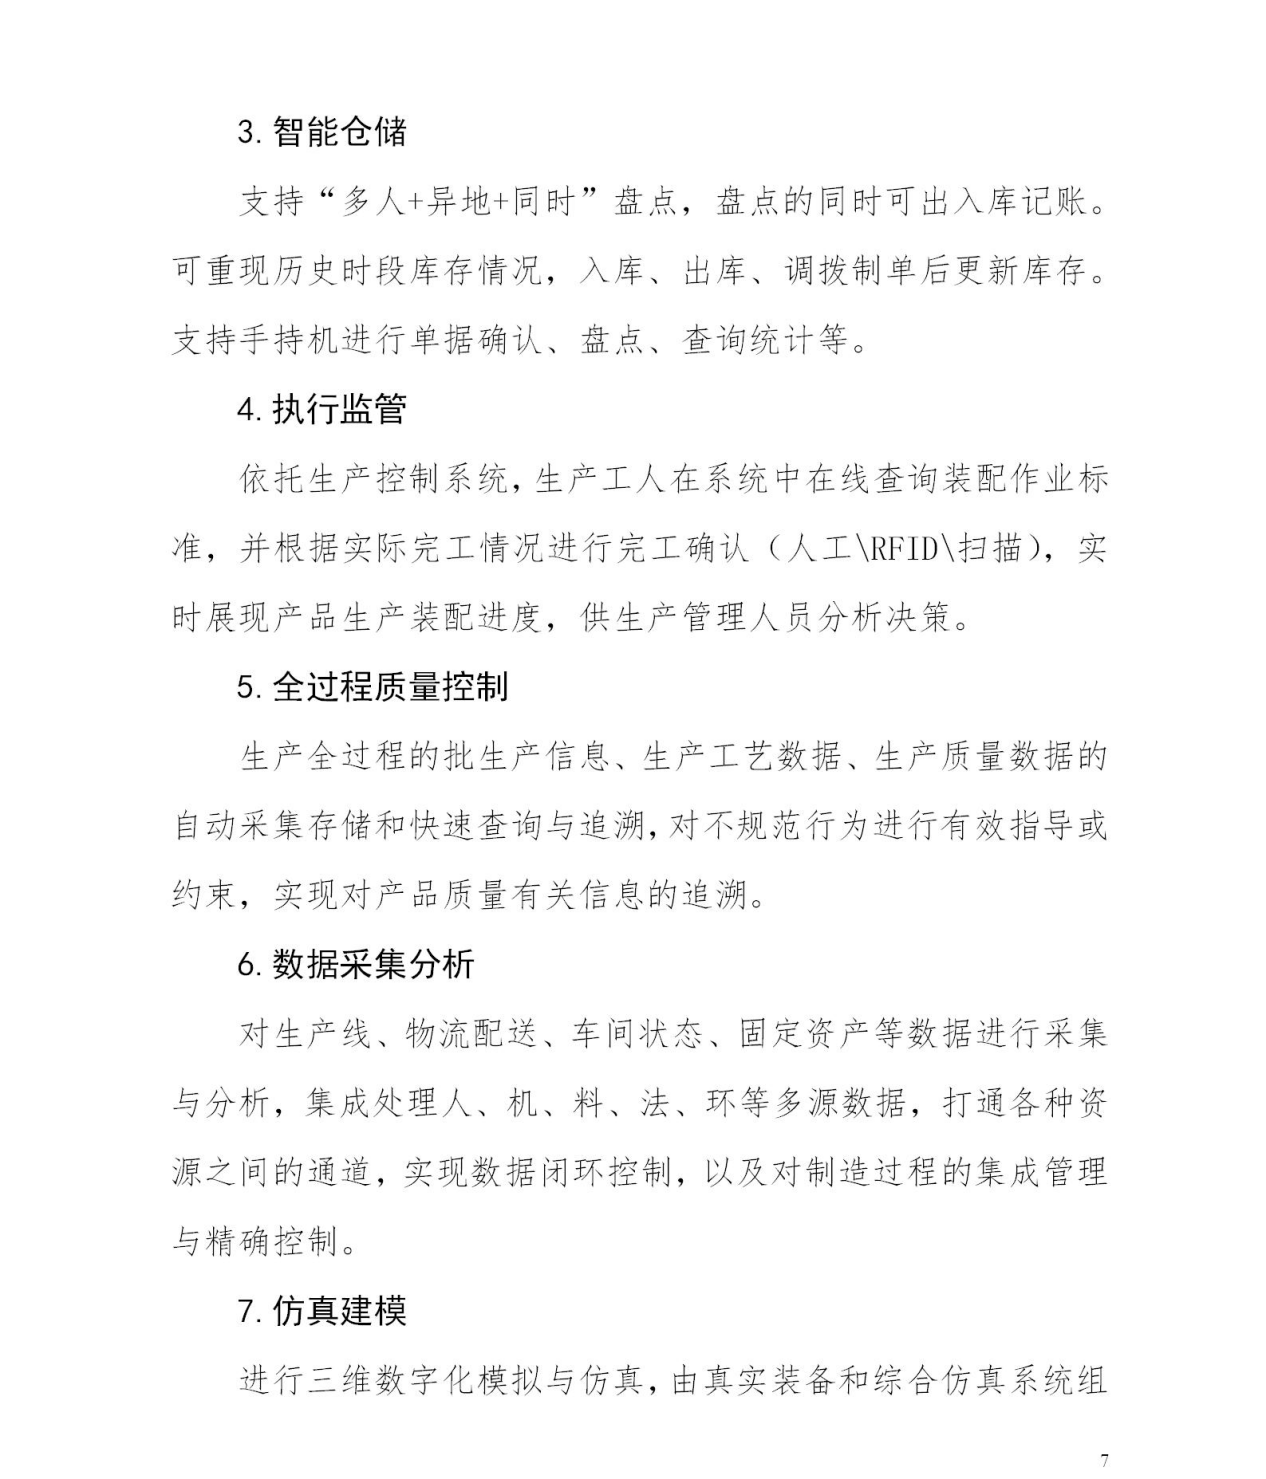 3.智能仓储
支持“多人+异地+同时”盘点，盘点的同时可出入库记账。
可重现历史时段库存情况，入库、出库、调拨制单后更新库存。
支持手持机进行单据确认、盘点、查询统计等。
4.执行监管
依托生产控制系统，生产工人在系统中在线查询装配作业标
准，并根据实际完工情况进行完工确认（人工\RFID\扫描），实
时展现产品生产装配进度，供生产管理人员分析决策。
5.全过程质量控制
生产全过程的批生产信息、生产工艺数据、生产质量数据的
自动采集存储和快速查询与追溯，对不规范行为进行有效指导或
约束，实现对产品质量有关信息的追溯。
6.数据采集分析
对生产线、物流配送、车间状态、固定资产等数据进行采集
与分析，集成处理人、机、料、法、环等多源数据，打通各种资
源之间的通道，实现数据闭环控制，以及对制造过程的集成管理
与精确控制。
7.仿真建模
进行三维数字化模拟与仿真，由真实装备和综合仿真系统组
7